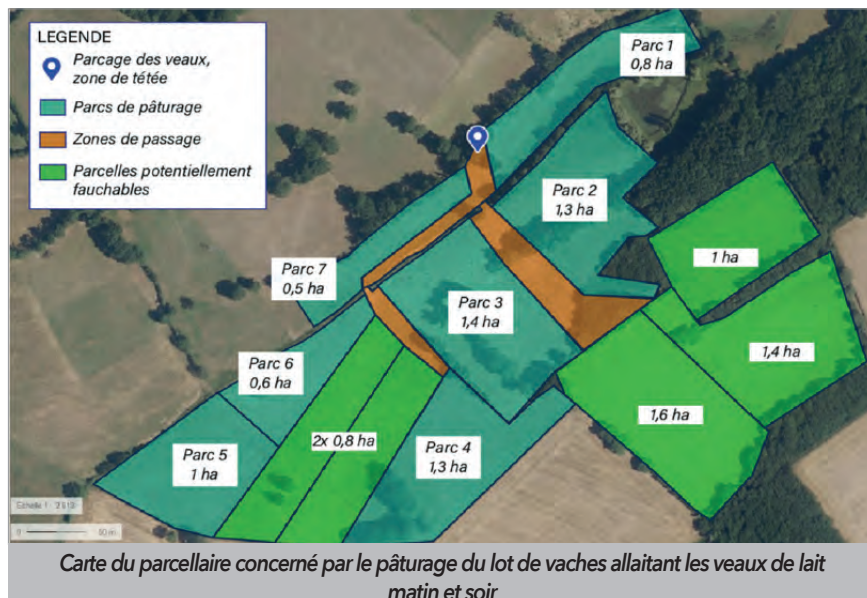 LEGENDE
Parcage des veaux,
zone de tétée
Parcs de pâturage
Zones de passage
Parcelles potentiellement
fauchables
Parc 1
0,8 ha
Parc 2
1,3 ha
1 ha
Parc 7
0,5 ha
Parc 3
1,4 ha
1,4 ha
Parc 6
0,6 ha
1,6 ha
2x 0,8 ha
Parc 5
1 ha
Parc 4
1,3 ha
0
Carte du parcellaire concerné par le pâturage du lot de vaches allaitant les veaux de lait
matin et soir